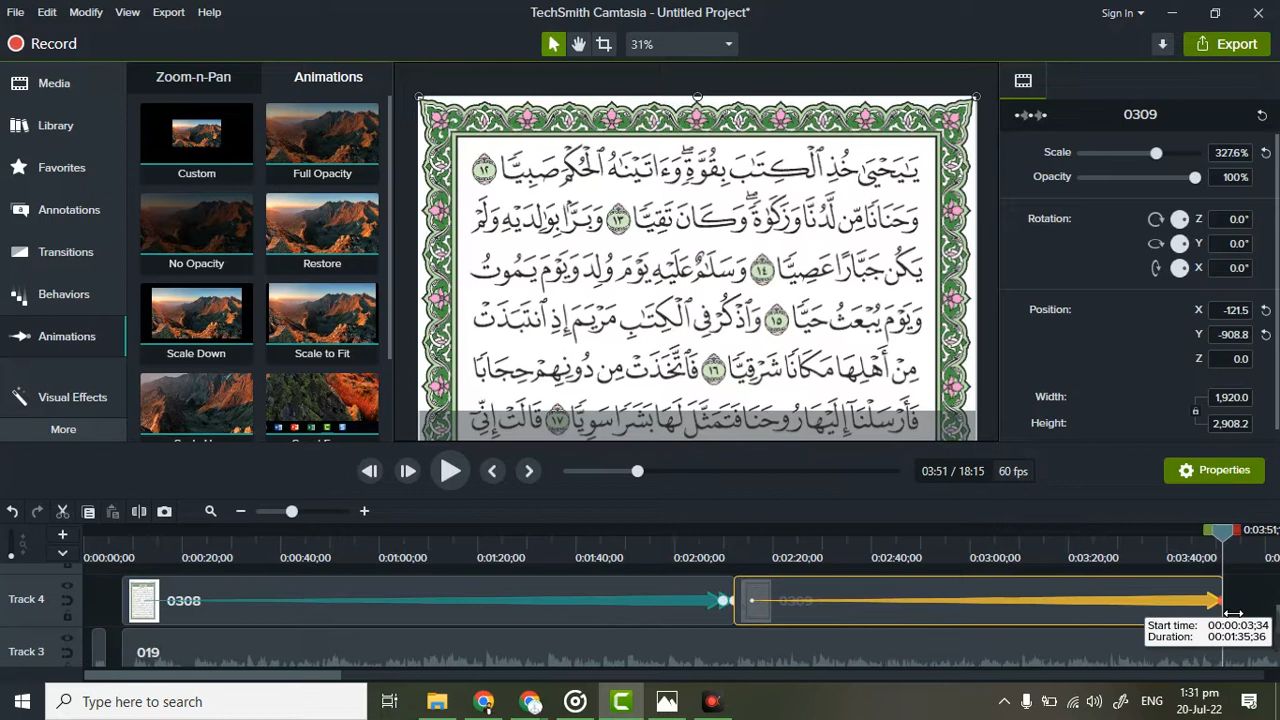 File Edit Modify View Export Help
TechSmith Camtasia - Untitled Project*
Sign In
Record
31%
Export
Media
Library
Favorites
Annotations
Transitions
Behaviors
Animations
Visual Effects
More
Zoom-n-Pan Animations
Custom Full Opacity
No Opacity Restore
Scale Down Scale to Fit
يَٰيَحْيَىٰ خُذِ ٱلْكِتَٰبَ بِقُوَّةٍۖ وَءَاتَيْنَٰهُ ٱلْحُكْمَ صَبِيًّا ١٢
وَحَنَانًا مِّن لَّدُنَّا وَزَكَوٰةًۖ وَكَانَ تَقِيًّا ١٣ وَبَرًّۢا بِوَٰلِدَيْهِ وَلَمْ
يَكُن جَبَّارًا عَصِيًّا ١٤ وَسَلَٰمٌ عَلَيْهِ يَوْمَ وُلِدَ وَيَوْمَ يَمُوتُ
وَيَوْمَ يُبْعَثُ حَيًّا ١٥ وَٱذْكُرْ فِى ٱلْكِتَٰبِ مَرْيَمَ إِذِ ٱنتَبَذَتْ
مِنْ أَهْلِهَا مَكَانًا شَرْقِيًّا ١٦ فَٱتَّخَذَتْ مِن دُونِهِمْ حِجَابًا
فَأَرْسَلْنَآ إِلَيْهَا رُوحَنَا فَتَمَثَّلَ لَهَا بَشَرًا سَوِيًّا ١٧ قَالَتْ إِنِّىٓ
0309
Scale 327.6%
Opacity 100%
Rotation: Z 0.0°
Y 0.0°
X 0.0°
Position: X -121.5
Y -908.8
Z 0.0
Width: 1,920.0
Height: 2,908.2
03:51 / 18:15 60 fps
Properties
0:03:51
0:00:00;00 0:00:20;00 0:00:40;00 0:01:00;00 0:01:20;00 0:01:40;00 0:02:00;00 0:02:20;00 0:02:40;00 0:03:00;00 0:03:20;00 0:03:40;00
Track 0308 0309
Start time: 00:00:03;34
Duration: 00:01:35;36
Track 3 019
Type here to search
ENG
1:31 pm
20-Jul-22